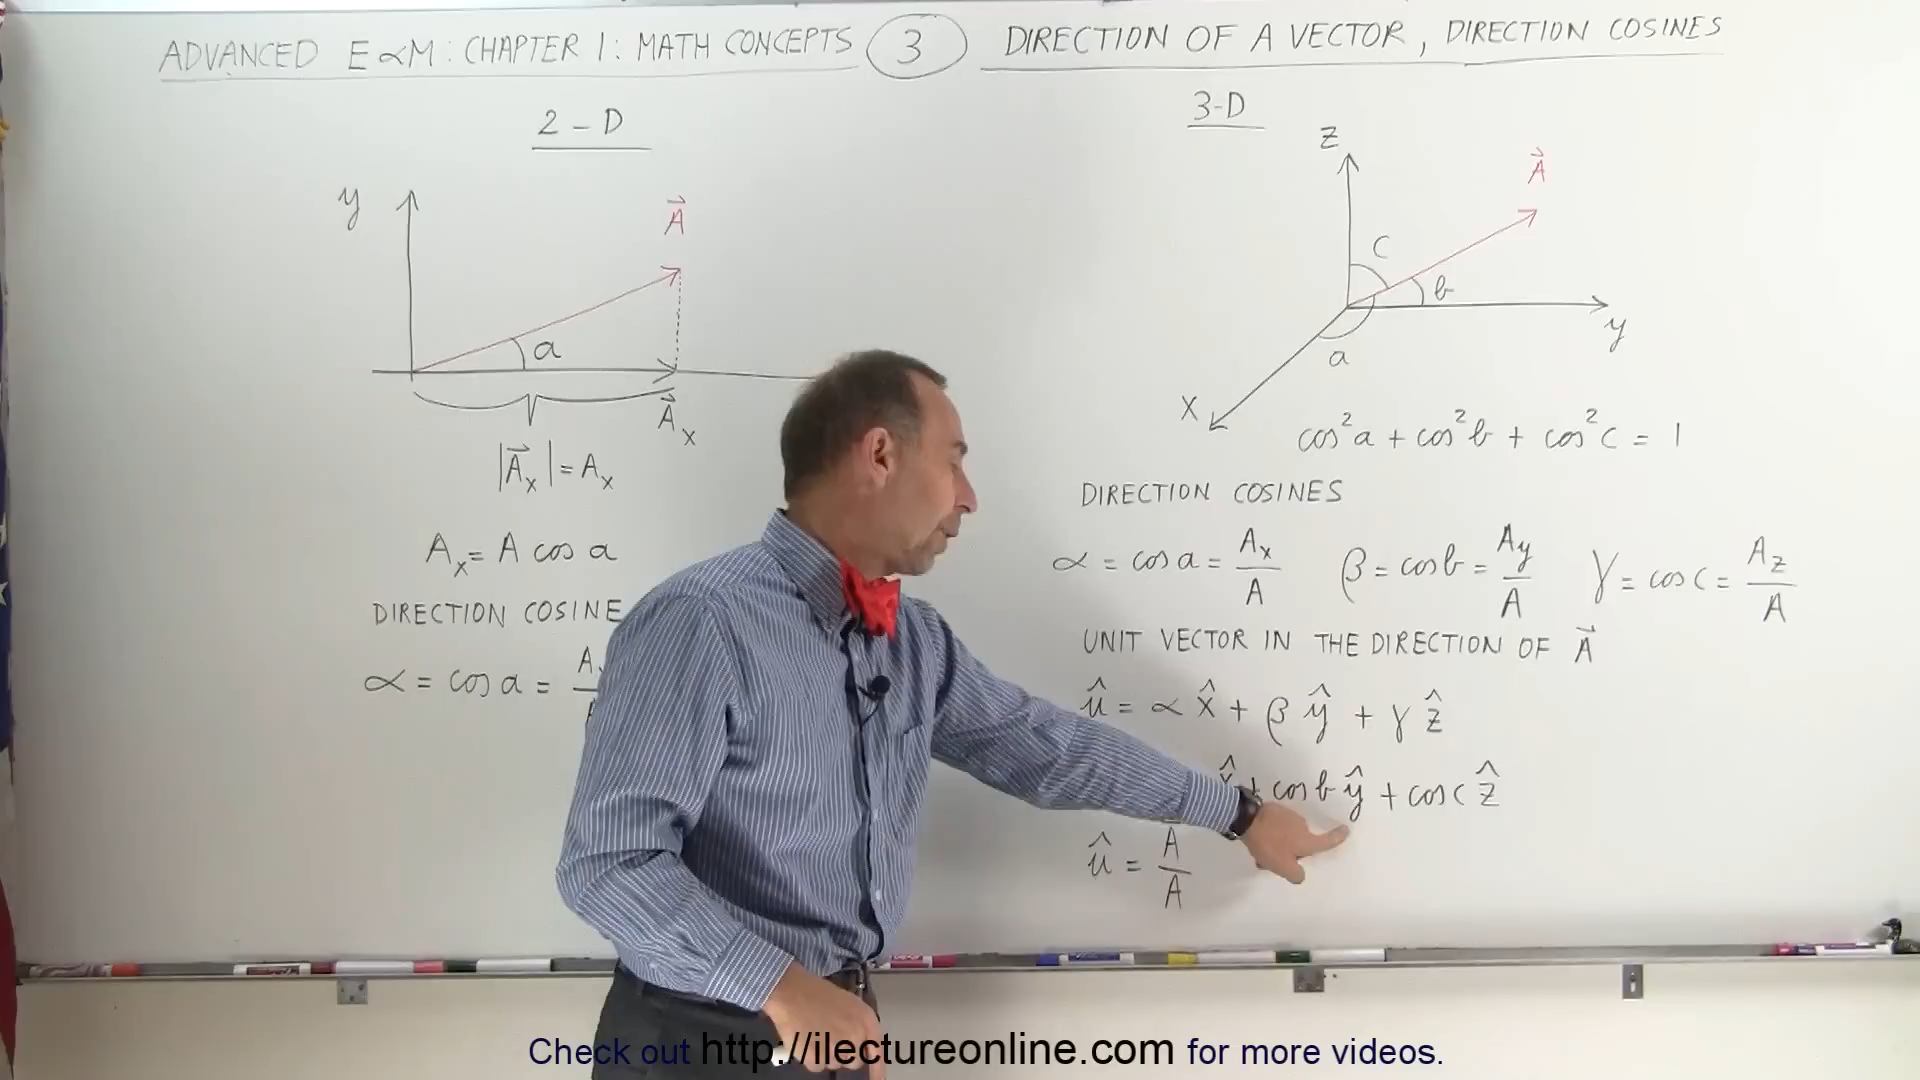 ADVANCED E∝M: CHAPTER 1: MATH CONCEPTS 3 DIRECTION OF A VECTOR, DIRECTION COSINES
2-D
y
A⃗
a
A⃗x
|A⃗x| = Ax
Ax = A cos a
DIRECTION COSINE
∝ = cos a =
3-D
z
A⃗
c
b
y
a
x
cos²a + cos²b + cos²c = 1
DIRECTION COSINES
∝ = cos a = Ax/A β = cos b = Ay/A γ = cos c = Az/A
UNIT VECTOR IN THE DIRECTION OF A⃗
û = ∝ x̂ + β ŷ + γ ẑ
x̂ + cos b ŷ + cos c ẑ
û = A/A
Check out http://ilectureonline.com for more videos.